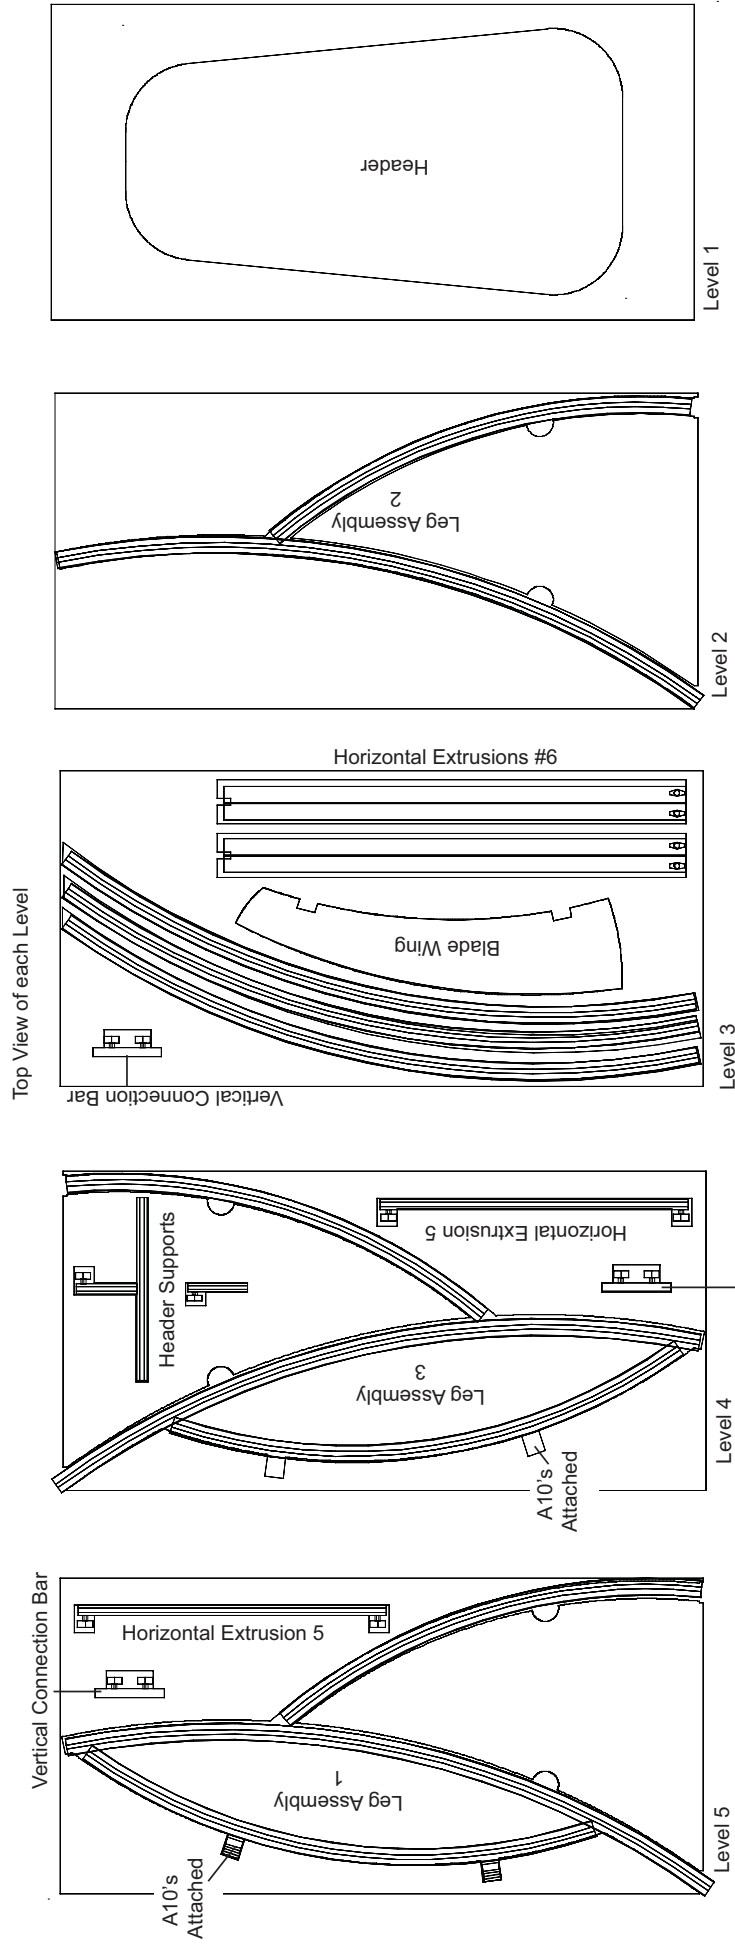 Header
Level 1
Leg Assembly
2
Level 2
Top View of each Level
Horizontal Extrusions #6
Blade Wing
Vertical Connection Bar
Level 3
Header Supports
Horizontal Extrusion 5
Leg Assembly
3
A10's
Attached
Level 4
Vertical Connection Bar
Horizontal Extrusion 5
Leg Assembly
1
A10's
Attached
Level 5